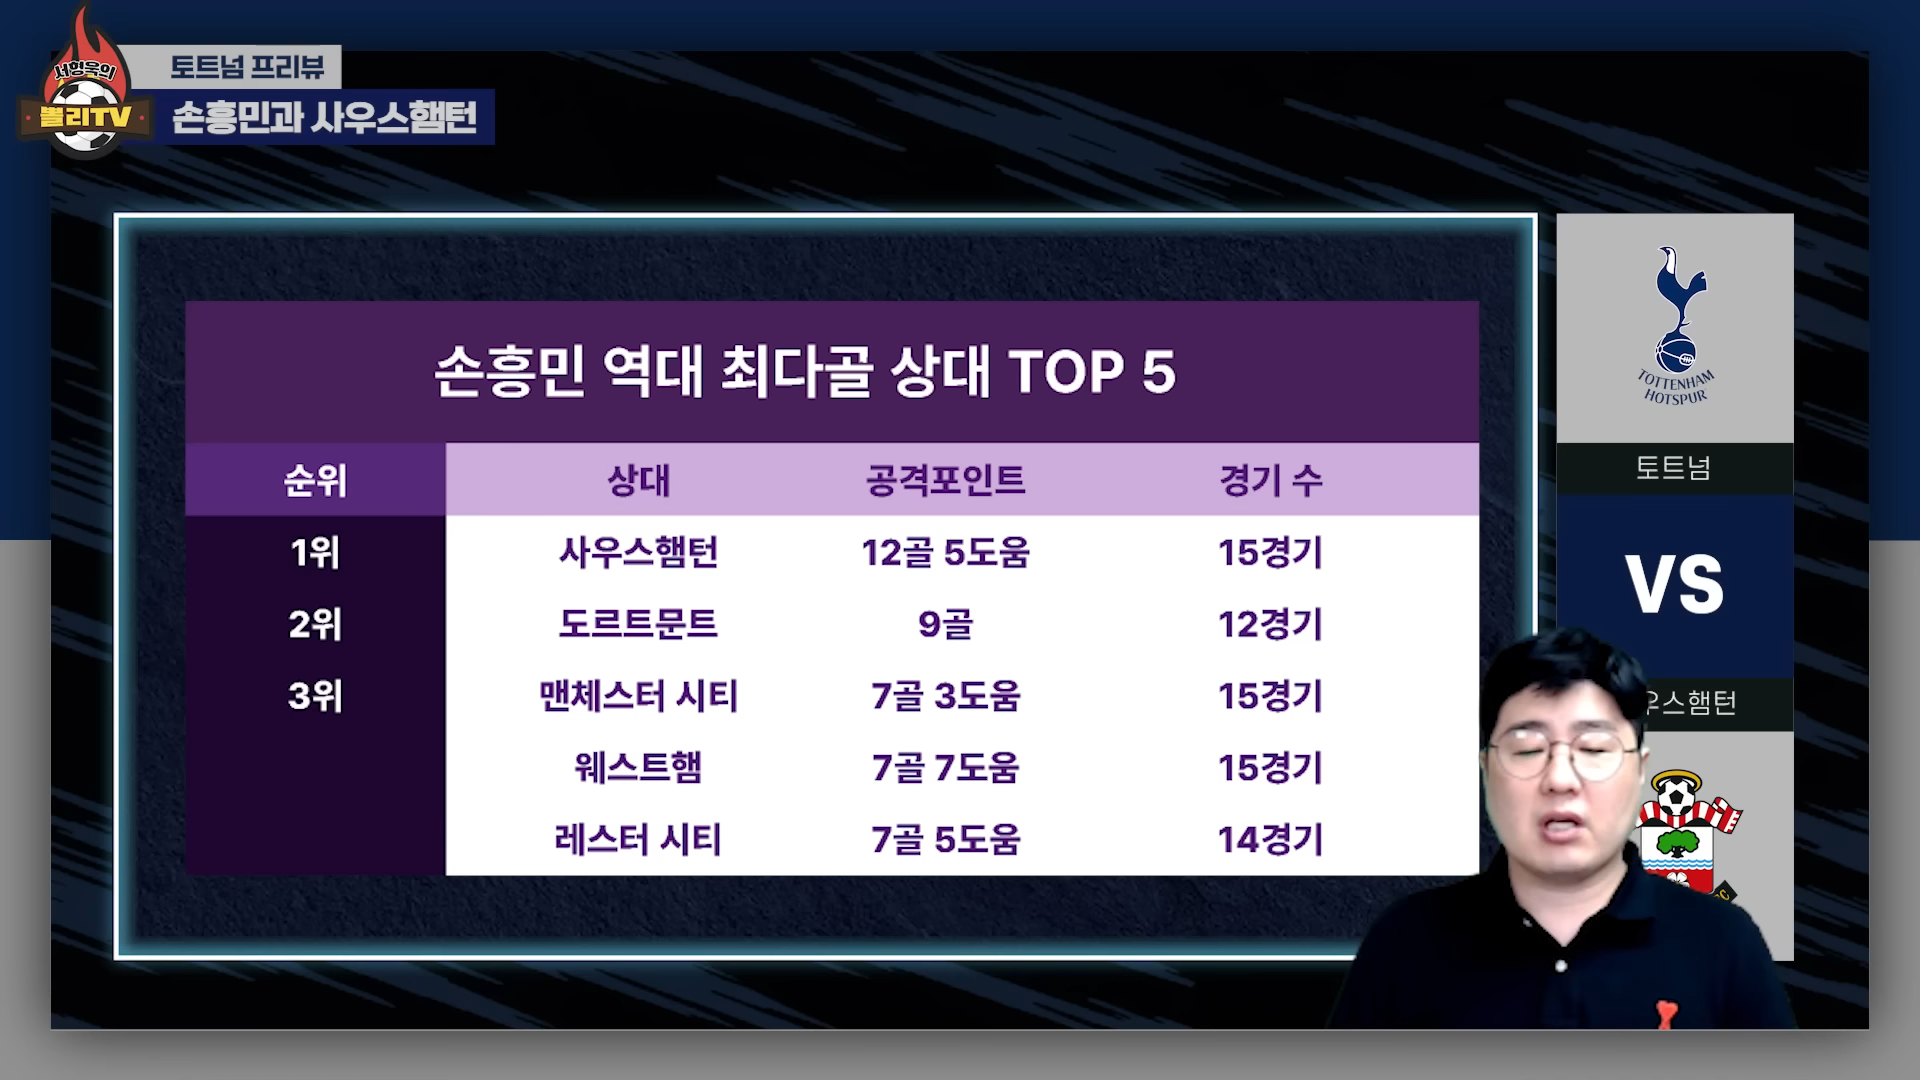 서형욱의
뽈리TV
토트넘 프리뷰
손흥민과 사우스햄턴
손흥민 역대 최다골 상대 TOP 5
순위 상대 공격포인트 경기 수
1위 사우스햄턴 12골 5도움 15경기
2위 도르트문트 9골 12경기
3위 맨체스터 시티 7골 3도움 15경기
웨스트햄 7골 7도움 15경기
레스터 시티 7골 5도움 14경기
TOTTENHAM
HOTSPUR
토트넘
VS
우스햄턴